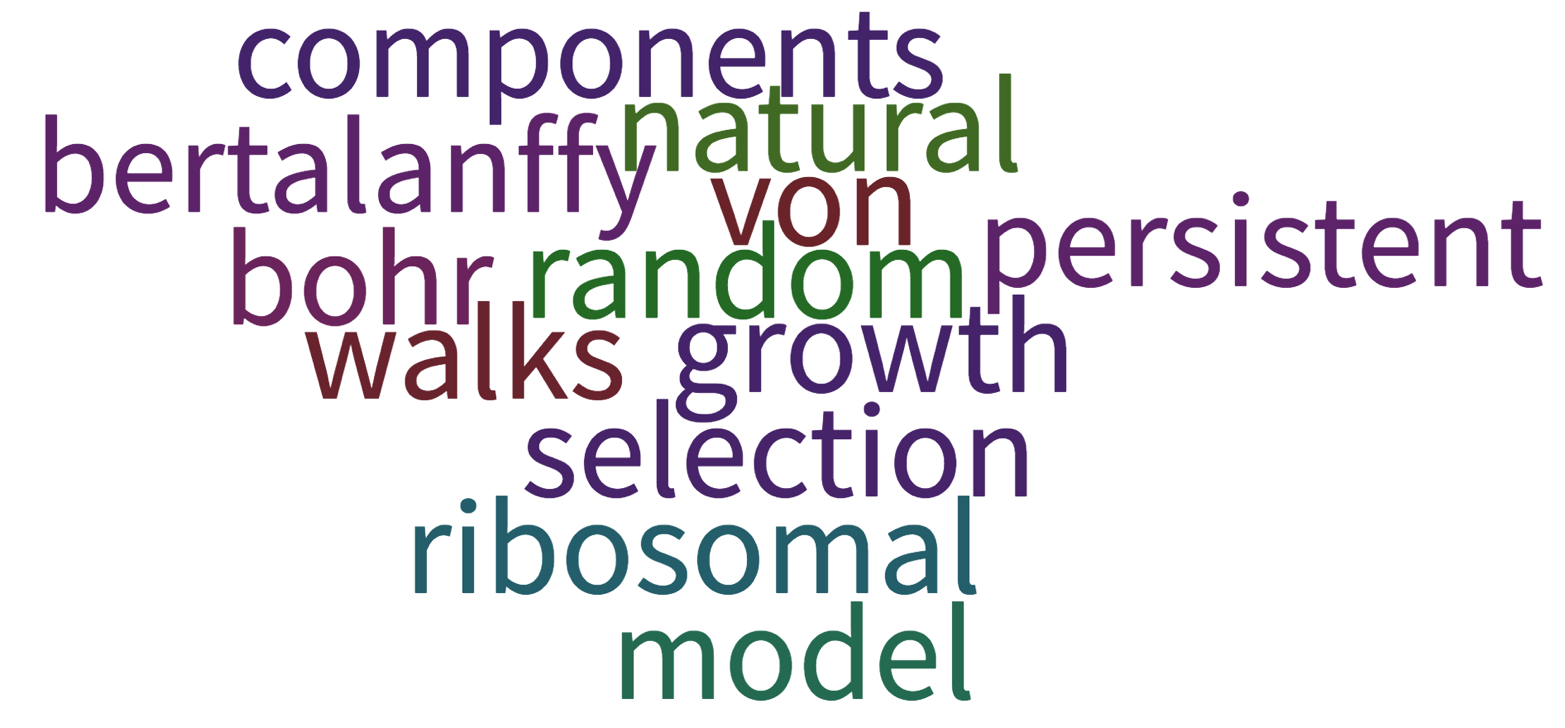 components
natural
bertalanffy
von
persistent
bohr random
walks growth
selection
ribosomal
model